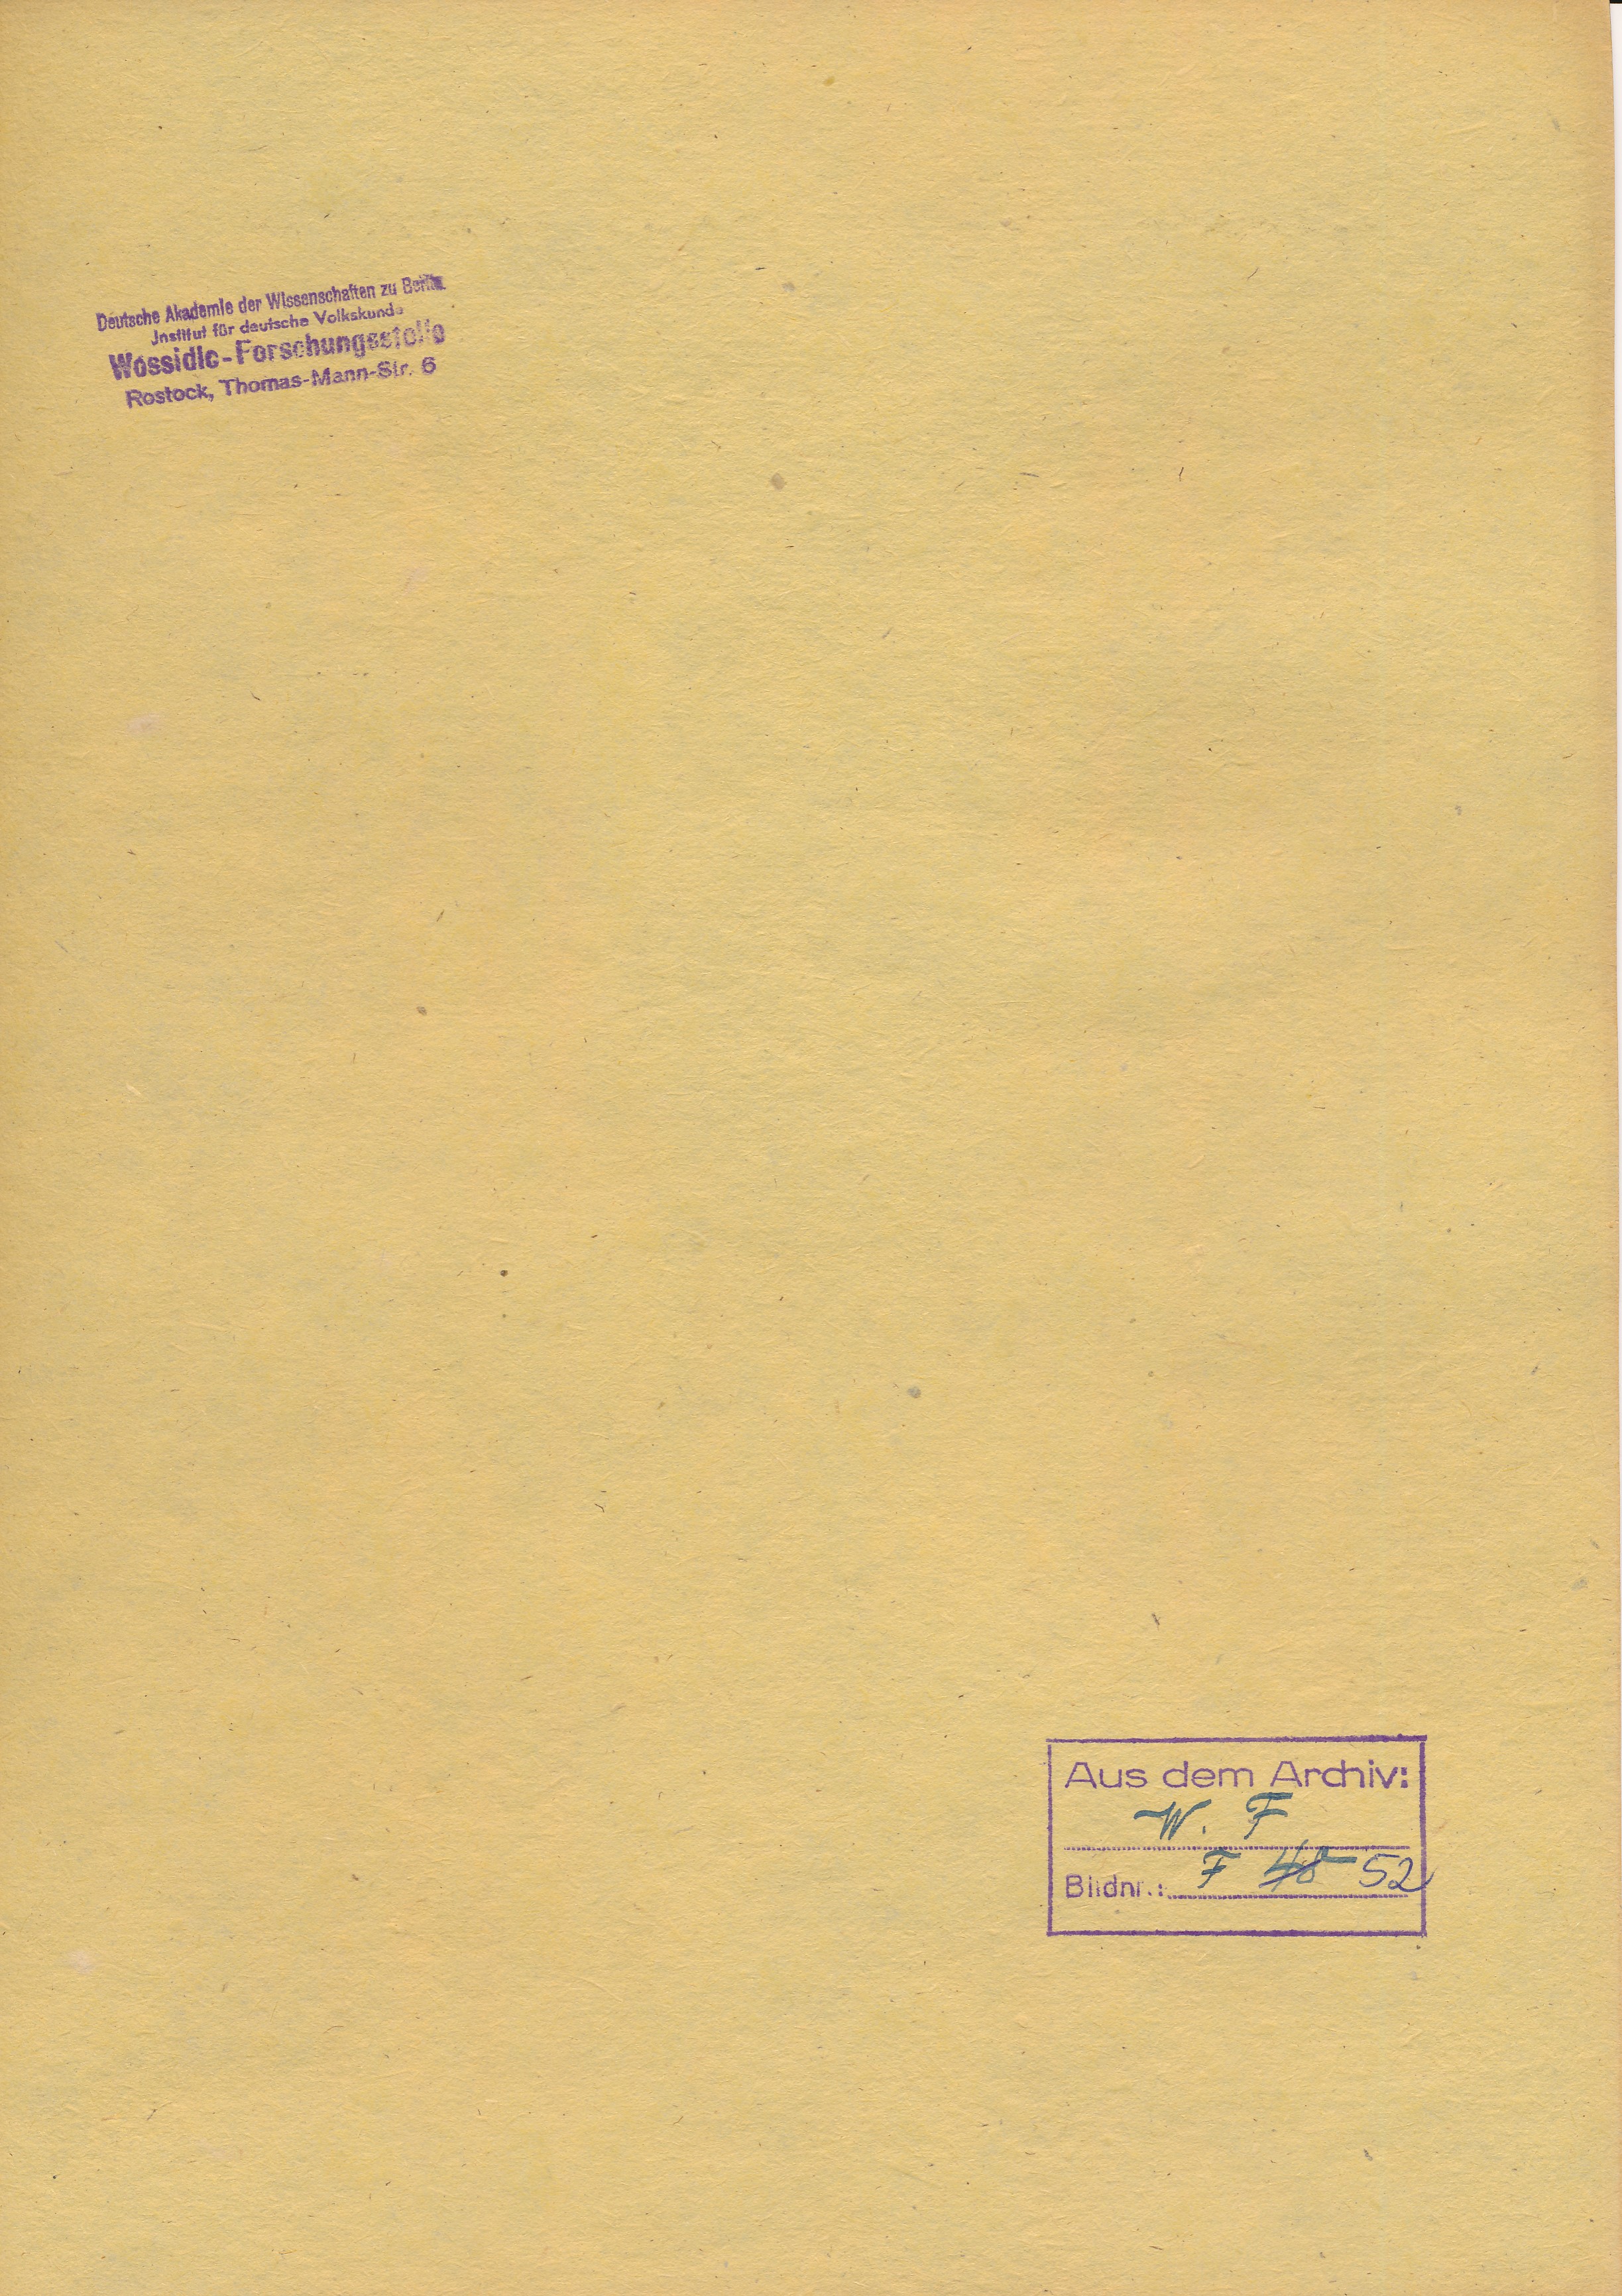 Deutsche Akademie der Wissenschaften zu Berlin
Jnstitut für deutsche Volkskunde
Wossidlo-Forschungsstelle
Rostock, Thomas-Mann-Str. 6
Aus dem Archiv:
W. F
Bildnr.: F 52